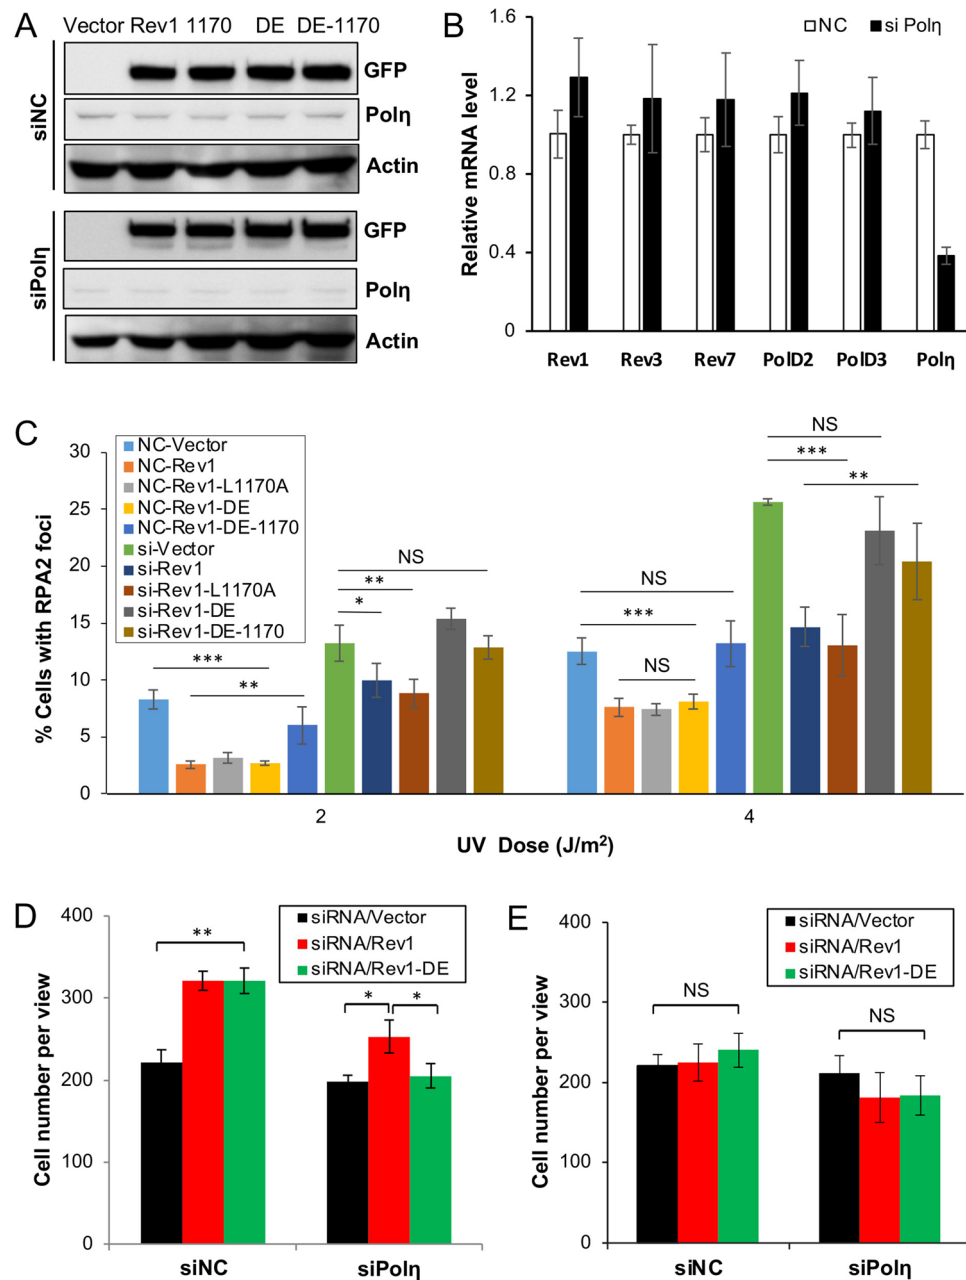 A
Vector Rev1 1170 DE DE-1170
siNC
GFP
Polη
Actin
siPolη
GFP
Polη
Actin
B
NC si Polη
Relative mRNA level
1.6
1.2
0.8
0.4
0
Rev1 Rev3 Rev7 PolD2 PolD3 Polη
C
% Cells with RPA2 foci
30
25
20
15
10
5
0
NC-Vector
NC-Rev1
NC-Rev1-L1170A
NC-Rev1-DE
NC-Rev1-DE-1170
si-Vector
si-Rev1
si-Rev1-L1170A
si-Rev1-DE
si-Rev1-DE-1170
***
**
NS
**
*
NS
***
NS
NS
***
**
2 4
UV Dose (J/m²)
D
Cell number per view
400
300
200
100
0
siRNA/Vector
siRNA/Rev1
siRNA/Rev1-DE
**
* *
siNC siPolη
E
Cell number per view
400
300
200
100
0
siRNA/Vector
siRNA/Rev1
siRNA/Rev1-DE
NS
NS
siNC siPolη